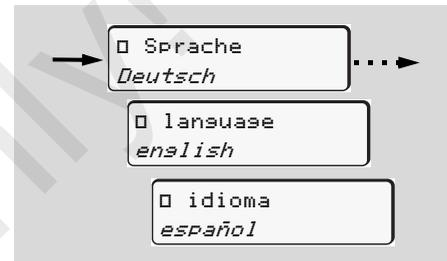 □ Sprache
Deutsch
□ language
english
□ idioma
español